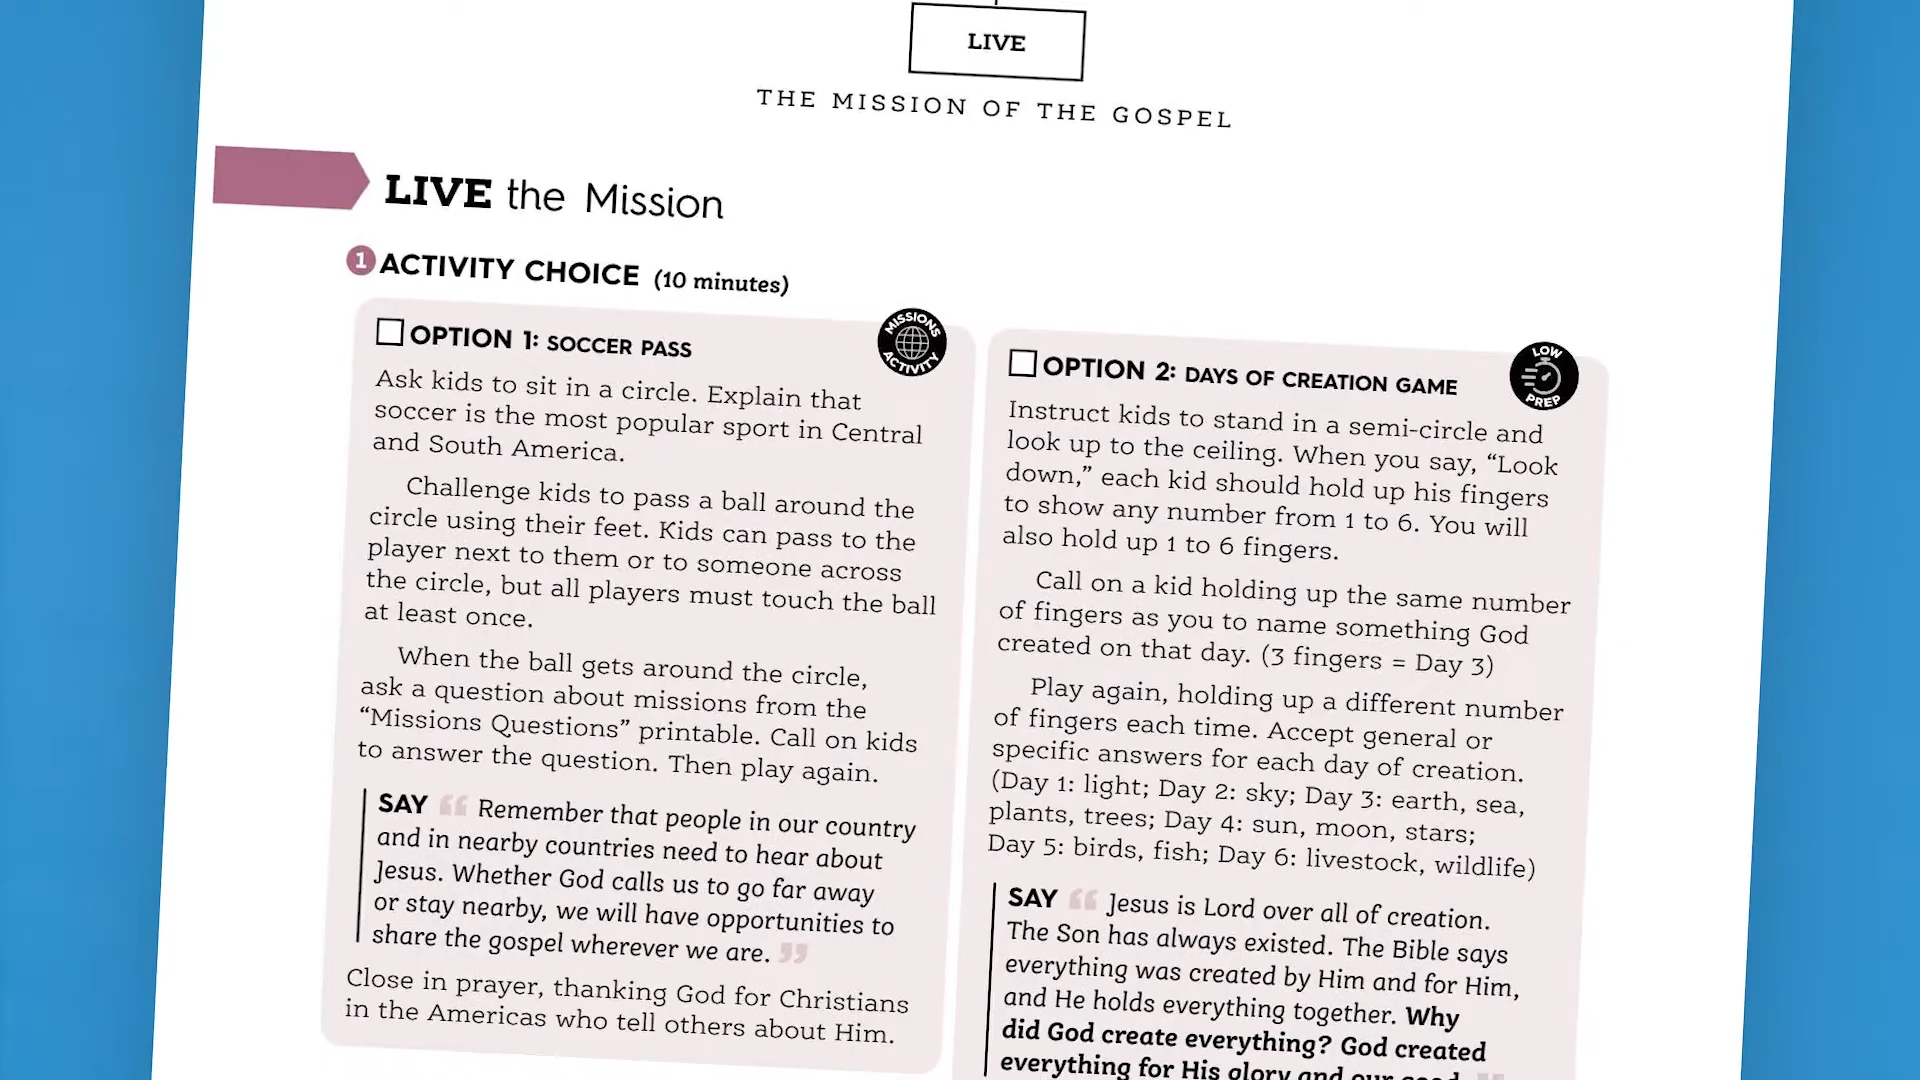 LIVE
THE MISSION OF THE GOSPEL
LIVE the Mission
1 ACTIVITY CHOICE (10 minutes)
OPTION 1: SOCCER PASS
MISSIONS ACTIVITY
Ask kids to sit in a circle. Explain that
soccer is the most popular sport in Central
and South America.
Challenge kids to pass a ball around the
circle using their feet. Kids can pass to the
player next to them or to someone across
the circle, but all players must touch the ball
at least once.
When the ball gets around the circle,
ask a question about missions from the
“Missions Questions” printable. Call on kids
to answer the question. Then play again.
SAY “ Remember that people in our country
and in nearby countries need to hear about
Jesus. Whether God calls us to go far away
or stay nearby, we will have opportunities to
share the gospel wherever we are. ”
Close in prayer, thanking God for Christians
in the Americas who tell others about Him.
OPTION 2: DAYS OF CREATION GAME
LOW
PREP
Instruct kids to stand in a semi-circle and
look up to the ceiling. When you say, “Look
down,” each kid should hold up his fingers
to show any number from 1 to 6. You will
also hold up 1 to 6 fingers.
Call on a kid holding up the same number
of fingers as you to name something God
created on that day. (3 fingers = Day 3)
Play again, holding up a different number
of fingers each time. Accept general or
specific answers for each day of creation.
(Day 1: light; Day 2: sky; Day 3: earth, sea,
plants, trees; Day 4: sun, moon, stars;
Day 5: birds, fish; Day 6: livestock, wildlife)
SAY “ Jesus is Lord over all of creation.
The Son has always existed. The Bible says
everything was created by Him and for Him,
and He holds everything together. Why
did God create everything? God created
everything for His glory and our good. ”